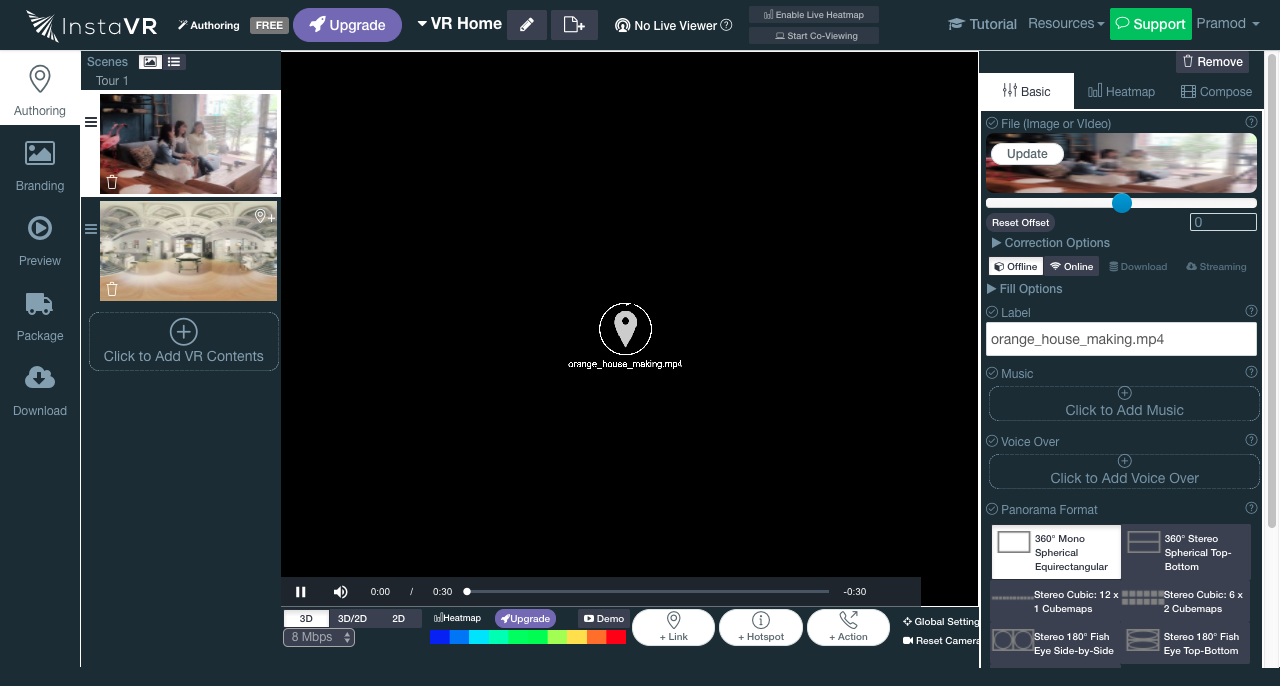 InstaVR
Authoring
FREE
Upgrade
VR Home
No Live Viewer
Enable Live Heatmap
Start Co-Viewing
Tutorial
Resources
Support
Pramod
Authoring
Branding
Preview
Package
Download
Scenes
Tour 1
Click to Add VR Contents
orange_house_making.mp4
0:00 / 0:30 -0:30
3D 3D/2D 2D
8 Mbps
Heatmap
Upgrade
Demo
+ Link
+ Hotspot
+ Action
Global Setting
Reset Camera
Remove
Basic
Heatmap
Compose
File (Image or VIdeo)
Update
Reset Offset
0
Correction Options
Offline
Online
Download
Streaming
Fill Options
Label
orange_house_making.mp4
Music
Click to Add Music
Voice Over
Click to Add Voice Over
Panorama Format
360° Mono
Spherical
Equirectangular
360° Stereo
Spherical Top-
Bottom
Stereo Cubic: 12 x
1 Cubemaps
Stereo Cubic: 6 x
2 Cubemaps
Stereo 180° Fish
Eye Side-by-Side
Stereo 180° Fish
Eye Top-Bottom